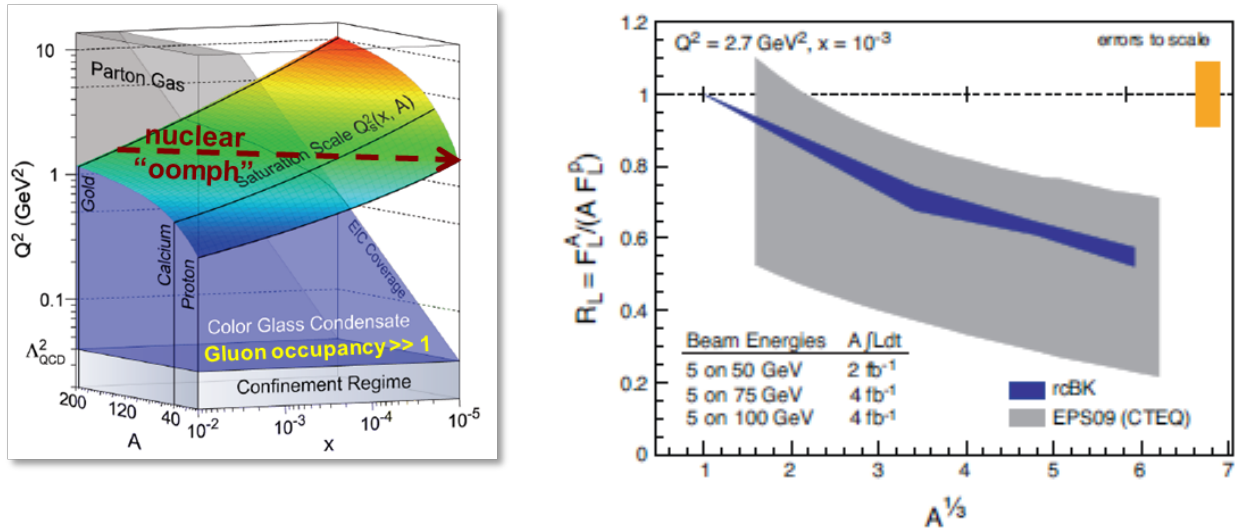 10
1
0.1
Λ²QCD
Q² (GeV²)
Parton Gas
nuclear
“oomph”
Saturation Scale Q²s(x, A)
Gold
Calcium
Proton
EIC Coverage
Color Glass Condensate
Gluon occupancy >> 1
Confinement Regime
200
120
40
A
10⁻²
10⁻³
10⁻⁴
10⁻⁵
x
1.2
1
0.8
0.6
0.4
0.2
0
R_L = F_L^A/(A F_L^p)
Q² = 2.7 GeV², x = 10⁻³
errors to scale
Beam Energies A ∫Ldt
5 on 50 GeV 2 fb⁻¹
5 on 75 GeV 4 fb⁻¹
5 on 100 GeV 4 fb⁻¹
rcBK
EPS09 (CTEQ)
1 2 3 4 5 6 7
A^⅓